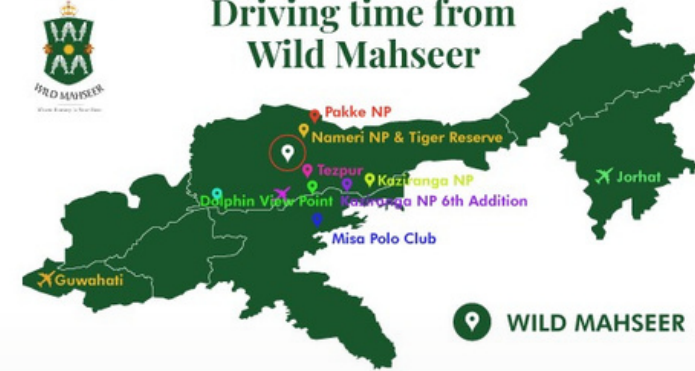 Driving time from
Wild Mahseer
WILD MAHSEER
Pakke NP
Nameri NP & Tiger Reserve
Tezpur
Kaziranga NP
Jorhat
Dolphin View Point
Kaziranga NP 6th Addition
Misa Polo Club
Guwahati
WILD MAHSEER